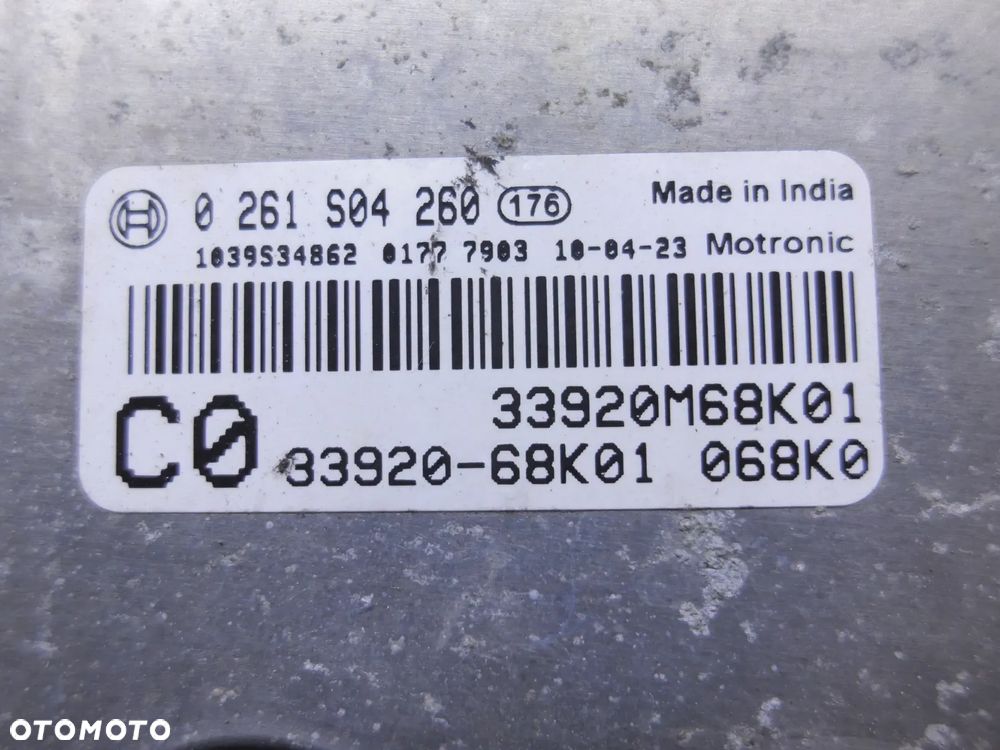 0 261 S04 260 176 Made in India
1039S34862 0177 7903 10-04-23 Motronic
33920M68K01
C0 33920-68K01 068K0
OTOMOTO